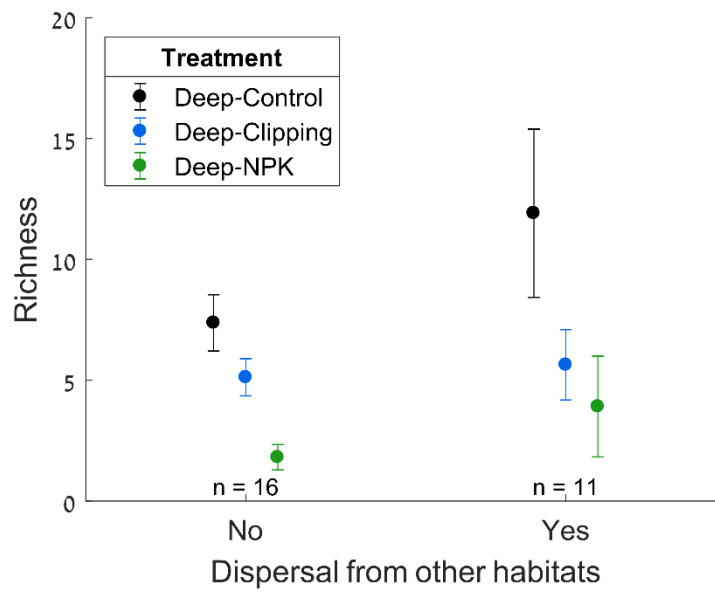 20
Treatment
Deep-Control
Deep-Clipping
Deep-NPK
15
10
5
0
Richness
n = 16
n = 11
No
Yes
Dispersal from other habitats